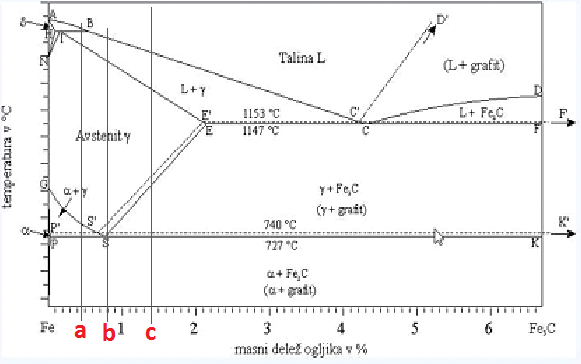 A
B
D'
δ
H
I
N
Talina L
(L + grafit)
L + γ
D
E'
1153 °C
C'
L + Fe₃C
F'
E
1147 °C
C
F
Avstenit γ
temperatura v °C
G
α + γ
γ + Fe₃C
(γ + grafit)
S'
740 °C
K'
α
P'
P
S
727 °C
K
α + Fe₃C
(α + grafit)
Fe
a
b
1
c
2
3
4
5
6
Fe₃C
masni delež ogljika v %